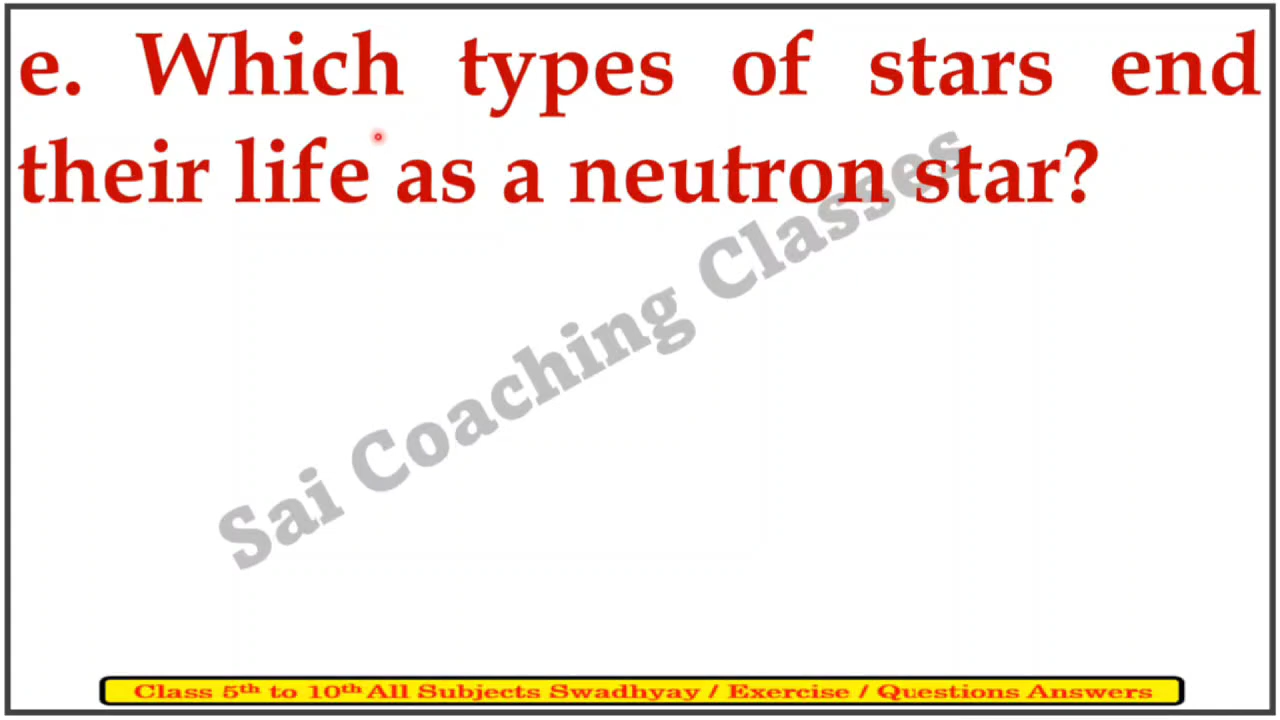 e. Which types of stars end
their life as a neutron star?
Sai Coaching Classes
Class 5th to 10th All Subjects Swadhyay / Exercise / Questions Answers